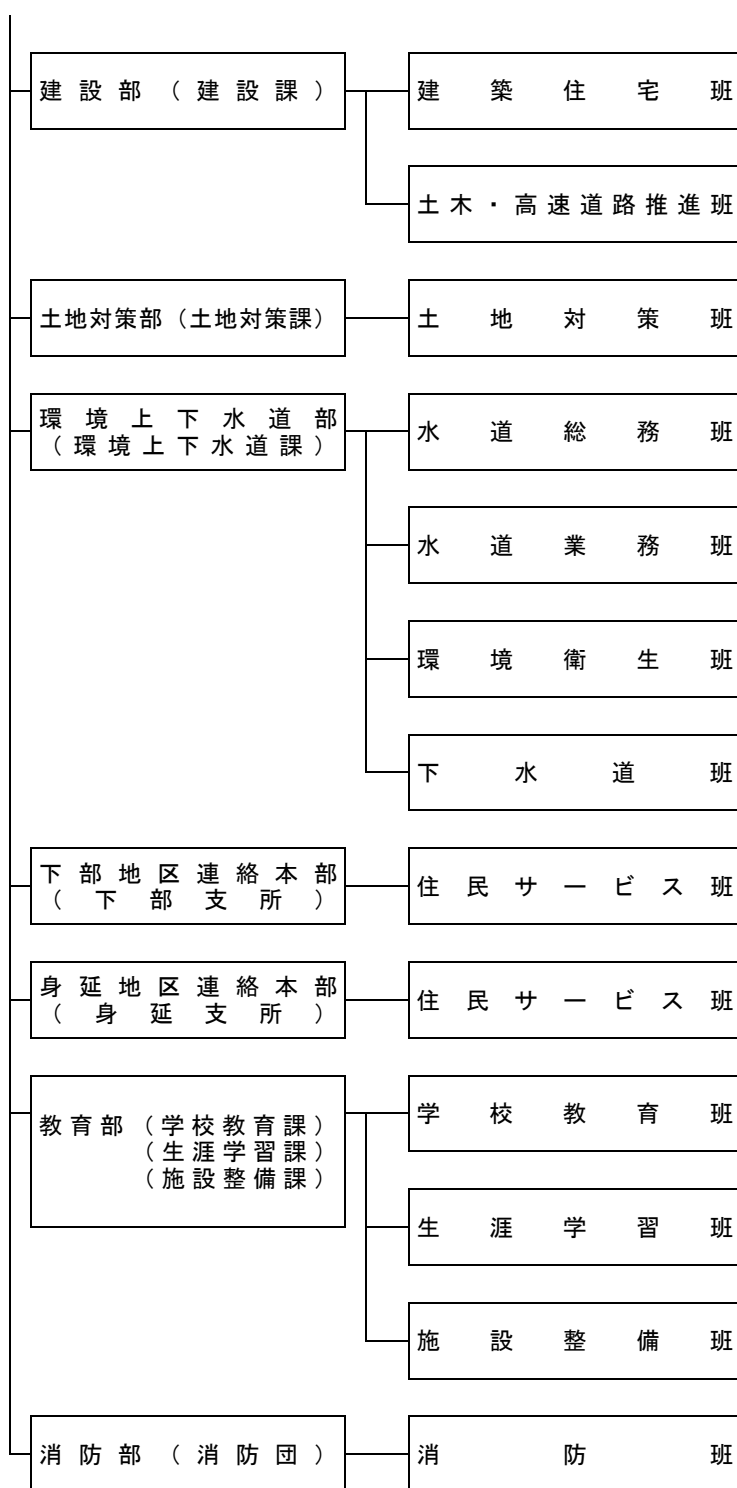 建設部（建設課）
建築住宅班
土木・高速道路推進班
土地対策部（土地対策課）
土地対策班
環境上下水道部
（環境上下水道課）
水道総務班
水道業務班
環境衛生班
下水道班
下部地区連絡本部
（下部支所）
住民サービス班
身延地区連絡本部
（身延支所）
住民サービス班
教育部（学校教育課）
（生涯学習課）
（施設整備課）
学校教育班
生涯学習班
施設整備班
消防部（消防団）
消防班